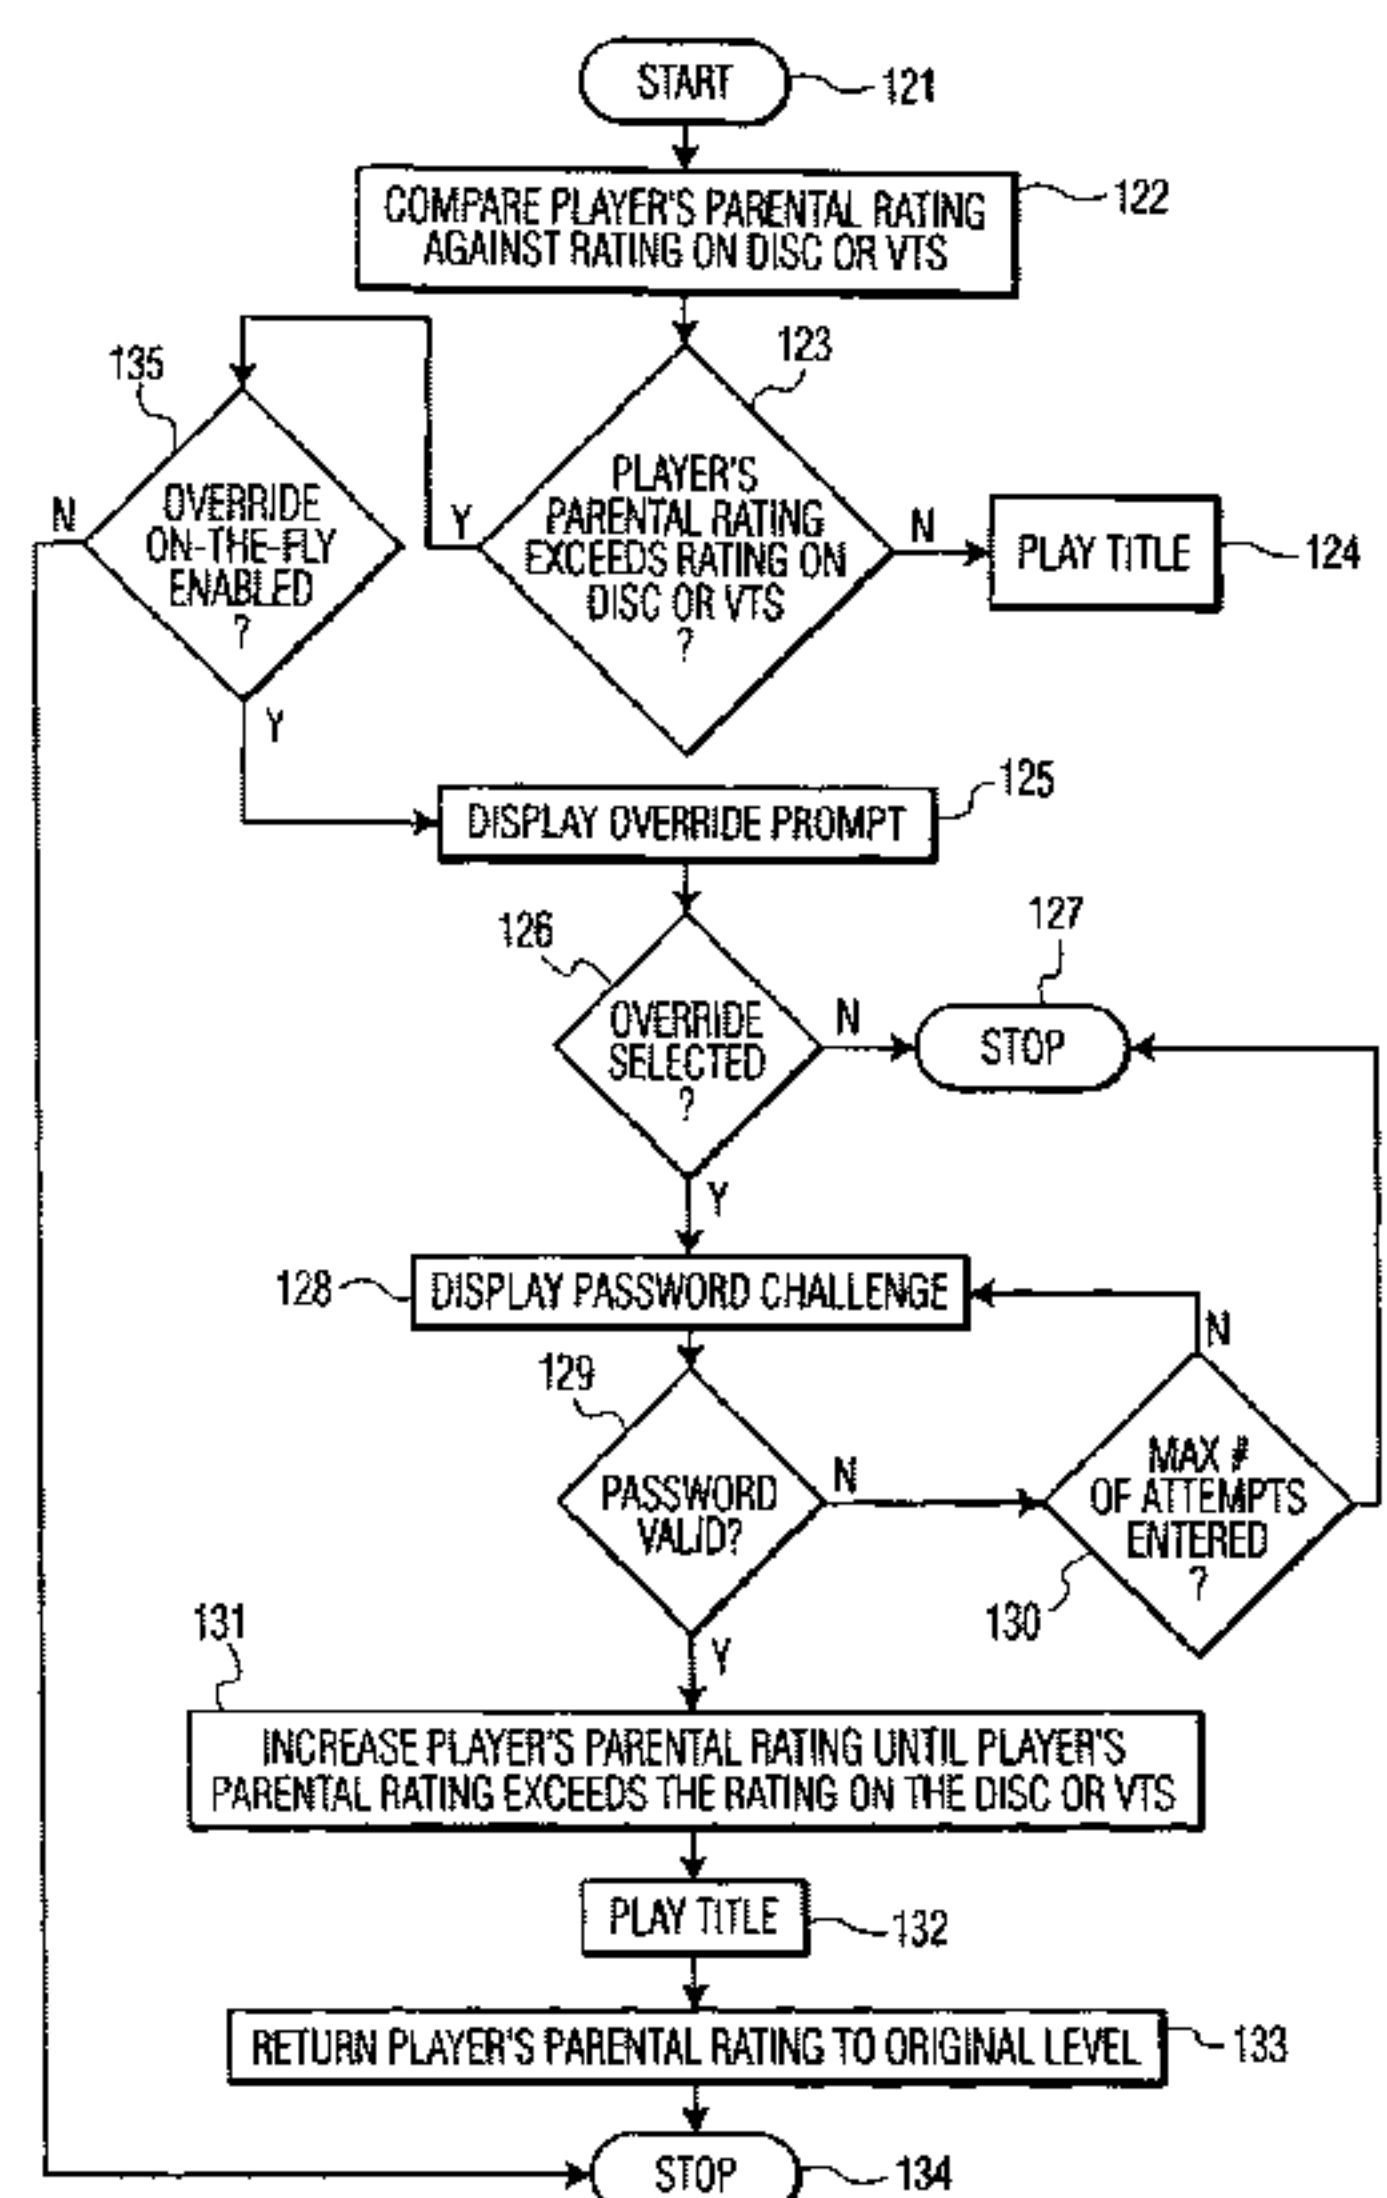 START
121
COMPARE PLAYER'S PARENTAL RATING
AGAINST RATING ON DISC OR VTS
122
135
123
OVERRIDE
ON-THE-FLY
ENABLED
?
N
Y
PLAYER'S
PARENTAL RATING
EXCEEDS RATING ON
DISC OR VTS
?
Y
N
PLAY TITLE
124
DISPLAY OVERRIDE PROMPT
125
126
OVERRIDE
SELECTED
?
N
127
STOP
Y
128
DISPLAY PASSWORD CHALLENGE
N
129
PASSWORD
VALID?
N
MAX #
OF ATTEMPTS
ENTERED
?
130
Y
131
INCREASE PLAYER'S PARENTAL RATING UNTIL PLAYER'S
PARENTAL RATING EXCEEDS THE RATING ON THE DISC OR VTS
PLAY TITLE
132
RETURN PLAYER'S PARENTAL RATING TO ORIGINAL LEVEL
133
STOP
134